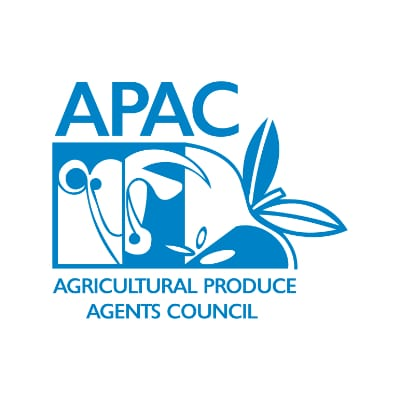 APAC
AGRICULTURAL PRODUCE
AGENTS COUNCIL